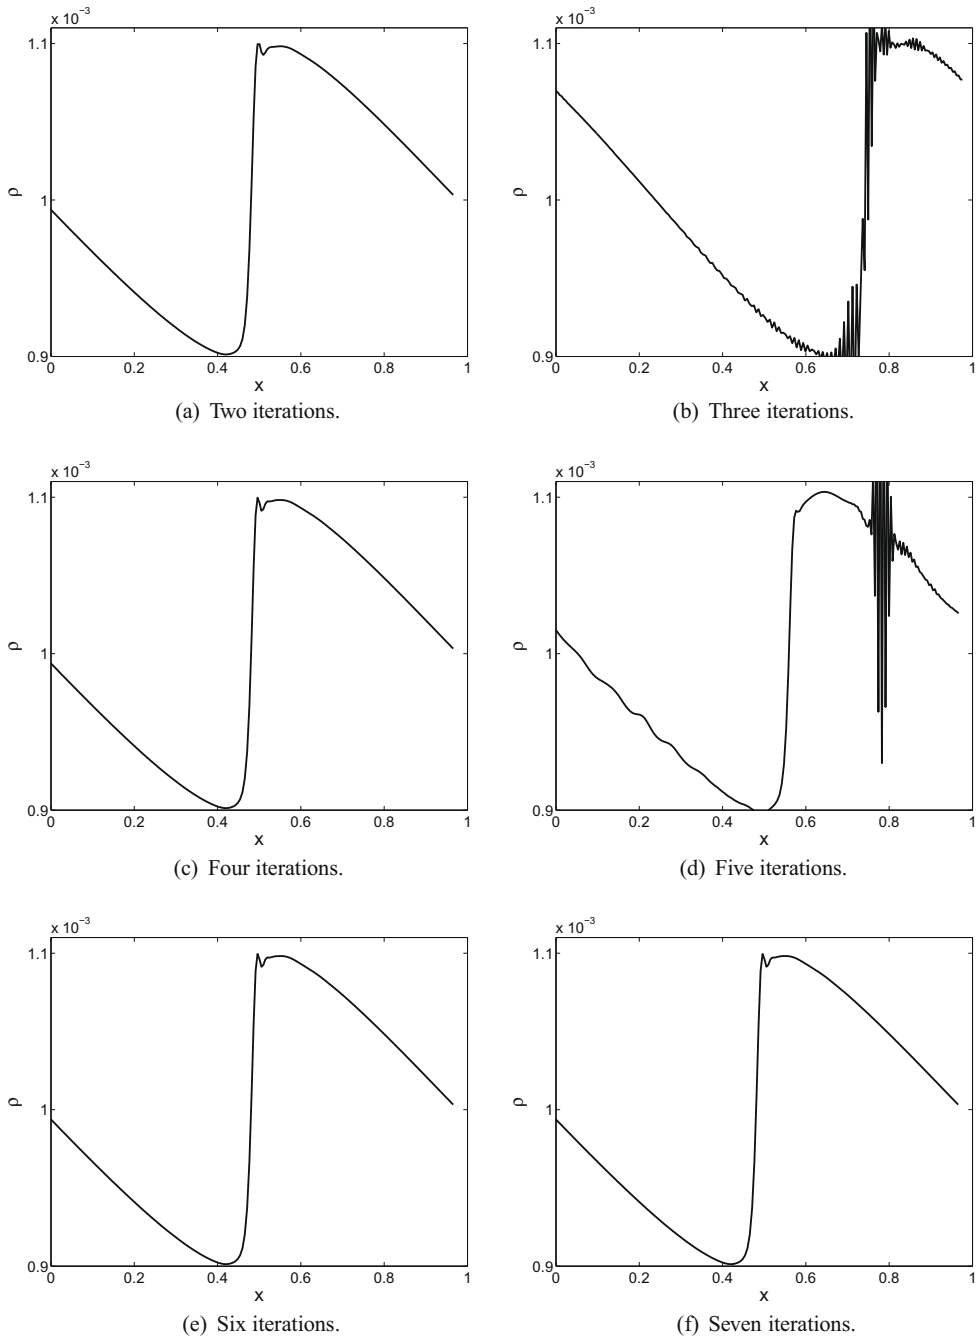 x 10⁻³
1.1
1
0.9
ρ
0 0.2 0.4 0.6 0.8 1
x
(a) Two iterations.
x 10⁻³
1.1
1
0.9
ρ
0 0.2 0.4 0.6 0.8 1
x
(b) Three iterations.
x 10⁻³
1.1
1
0.9
ρ
0 0.2 0.4 0.6 0.8 1
x
(c) Four iterations.
x 10⁻³
1.1
1
0.9
ρ
0 0.2 0.4 0.6 0.8 1
x
(d) Five iterations.
x 10⁻³
1.1
1
0.9
ρ
0 0.2 0.4 0.6 0.8 1
x
(e) Six iterations.
x 10⁻³
1.1
1
0.9
ρ
0 0.2 0.4 0.6 0.8 1
x
(f) Seven iterations.